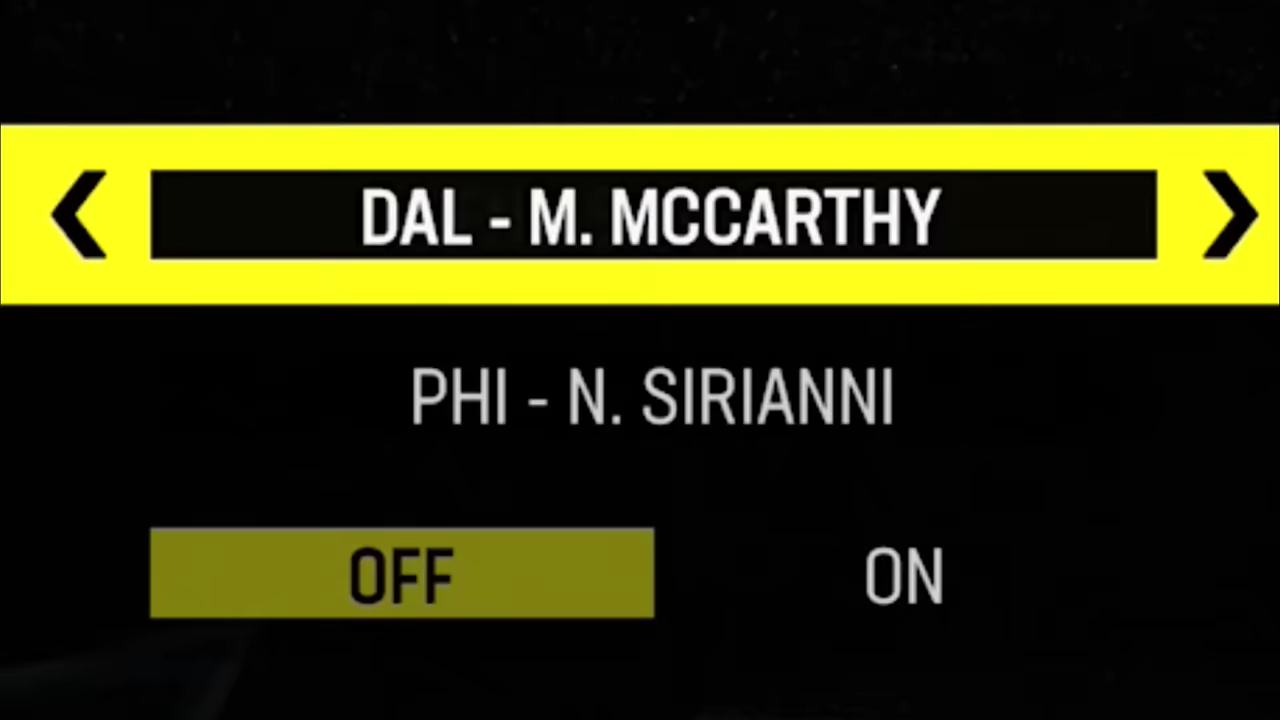 DAL - M. MCCARTHY
PHI - N. SIRIANNI
OFF ON